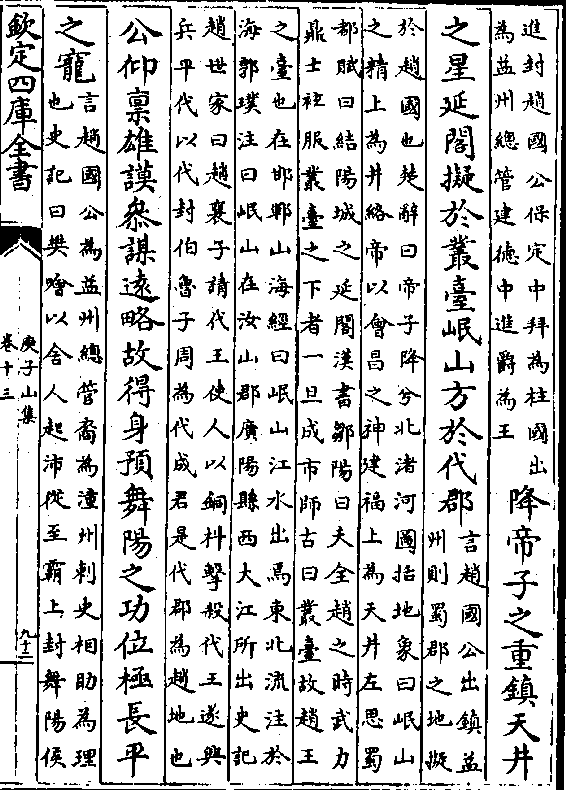 進封趙國公保定中拜為柱國出
為益州總管建德中進爵為王
降帝子之重鎮天井
之星延閣擬於叢臺岷山方於代郡
言趙國公出鎮益
州則蜀郡之地擬
於趙國也楚辭曰帝子降兮北渚河圖括地象曰岷山
之精上為井絡帝以會昌之神建福上為天井左思蜀
都賦曰結陽城之延閣漢書鄒陽曰夫全趙之時武力
鼎士袨服叢臺之下者一旦成市師古曰叢臺故趙王
之臺也在邯鄲山海經曰岷山江水出焉東北流注於
海郭璞注曰岷山在汶山郡廣陽縣西大江所出史記
趙世家曰趙襄子請代王使人以銅枓擊殺代王遂興
兵平代以代封伯魯子周為代成君是代郡為趙地也
公仰禀雄謨叅謀遠略故得身預舞陽之功位極長平
之寵
言趙國公為益州總管裔為潼州刺史相助為理
也史記曰樊噲以舍人起沛從至霸上封舞陽侯
欽定四庫全書
庾子山集
卷十三
九十二